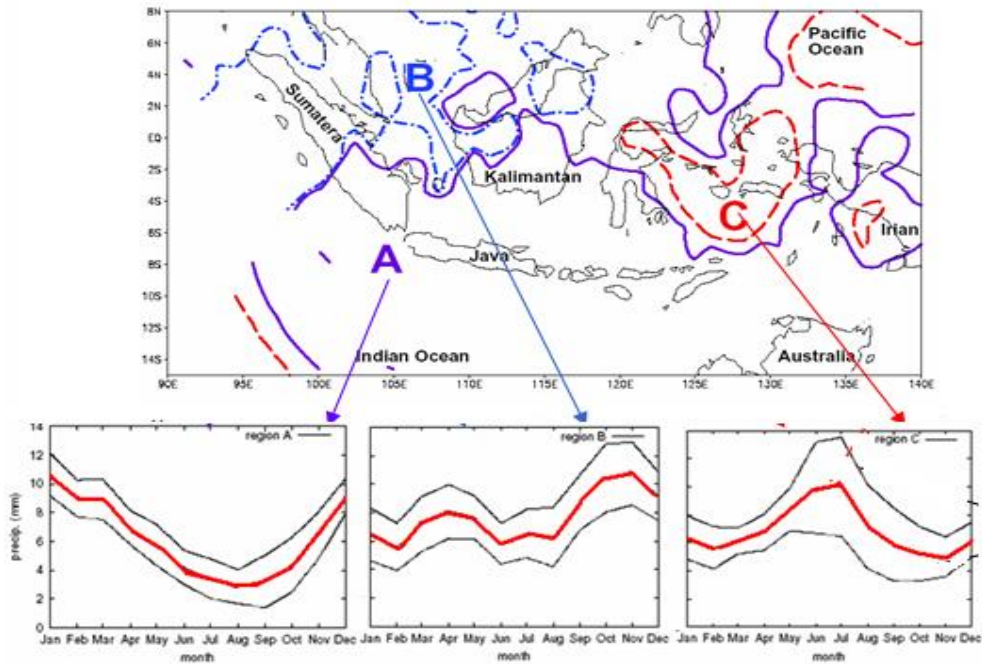 8N
6N
4N
2N
EQ
2S
4S
6S
8S
10S
12S
14S
90E 95E 100E 105E 110E 115E 120E 125E 130E 135E 140E
Pacific
Ocean
B
Sumatera
Kalimantan
C
Irian
A
Java
Indian Ocean
Australia
14
12
10
8
6
4
2
0
precip. (mm)
region A
Jan Feb Mar Apr May Jun Jul Aug Sep Oct Nov Dec
month
region B
Jan Feb Mar Apr May Jun Jul Aug Sep Oct Nov Dec
month
region C
Jan Feb Mar Apr May Jun Jul Aug Sep Oct Nov Dec
month